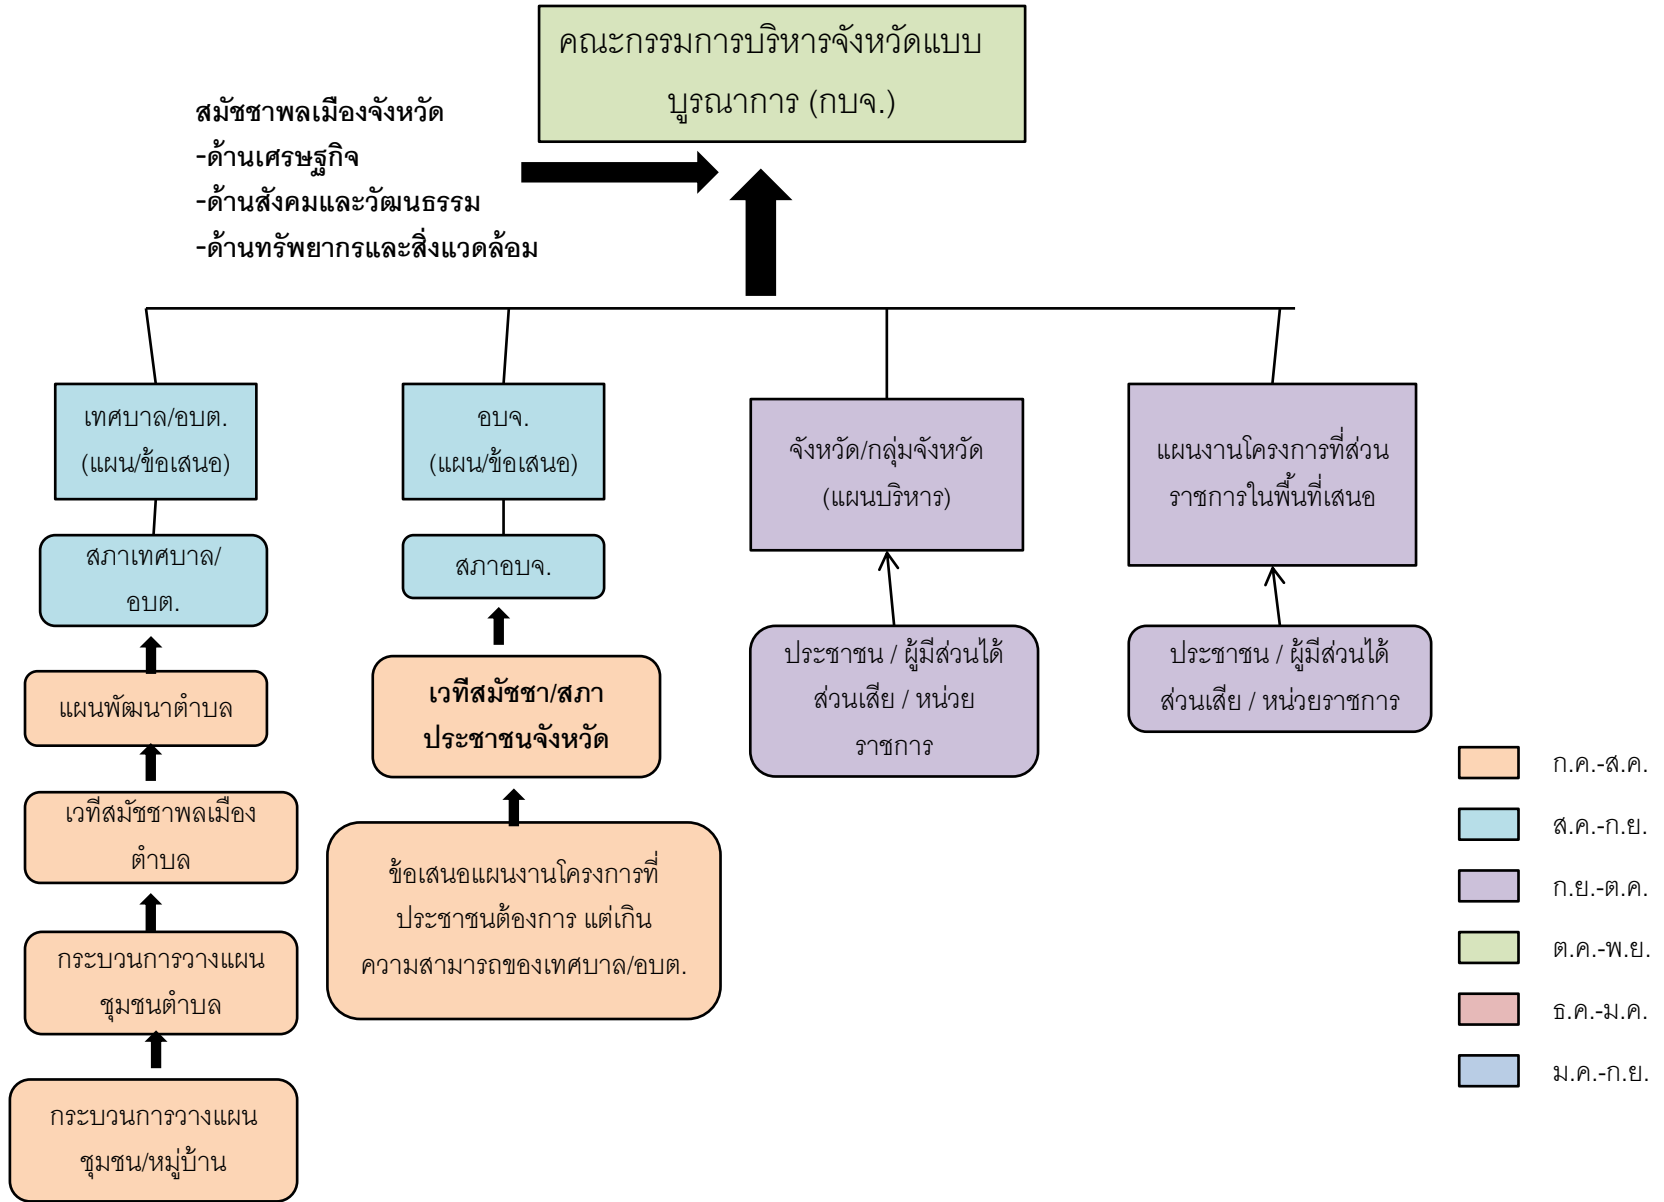 คณะกรรมการบริหารจังหวัดแบบ
บูรณาการ (กบจ.)
สมัชชาพลเมืองจังหวัด
-ด้านเศรษฐกิจ
-ด้านสังคมและวัฒนธรรม
-ด้านทรัพยากรและสิ่งแวดล้อม
เทศบาล/อบต.
(แผน/ข้อเสนอ)
อบจ.
(แผน/ข้อเสนอ)
จังหวัด/กลุ่มจังหวัด
(แผนบริหาร)
แผนงานโครงการที่ส่วน
ราชการในพื้นที่เสนอ
สภาเทศบาล/
อบต.
สภาอบจ.
ประชาชน / ผู้มีส่วนได้
ส่วนเสีย / หน่วย
ราชการ
ประชาชน / ผู้มีส่วนได้
ส่วนเสีย / หน่วยราชการ
แผนพัฒนาตำบล
เวทีสมัชชา/สภา
ประชาชนจังหวัด
เวทีสมัชชาพลเมือง
ตำบล
ข้อเสนอแผนงานโครงการที่
ประชาชนต้องการ แต่เกิน
ความสามารถของเทศบาล/อบต.
กระบวนการวางแผน
ชุมชนตำบล
กระบวนการวางแผน
ชุมชน/หมู่บ้าน
ก.ค.-ส.ค.
ส.ค.-ก.ย.
ก.ย.-ต.ค.
ต.ค.-พ.ย.
ธ.ค.-ม.ค.
ม.ค.-ก.ย.